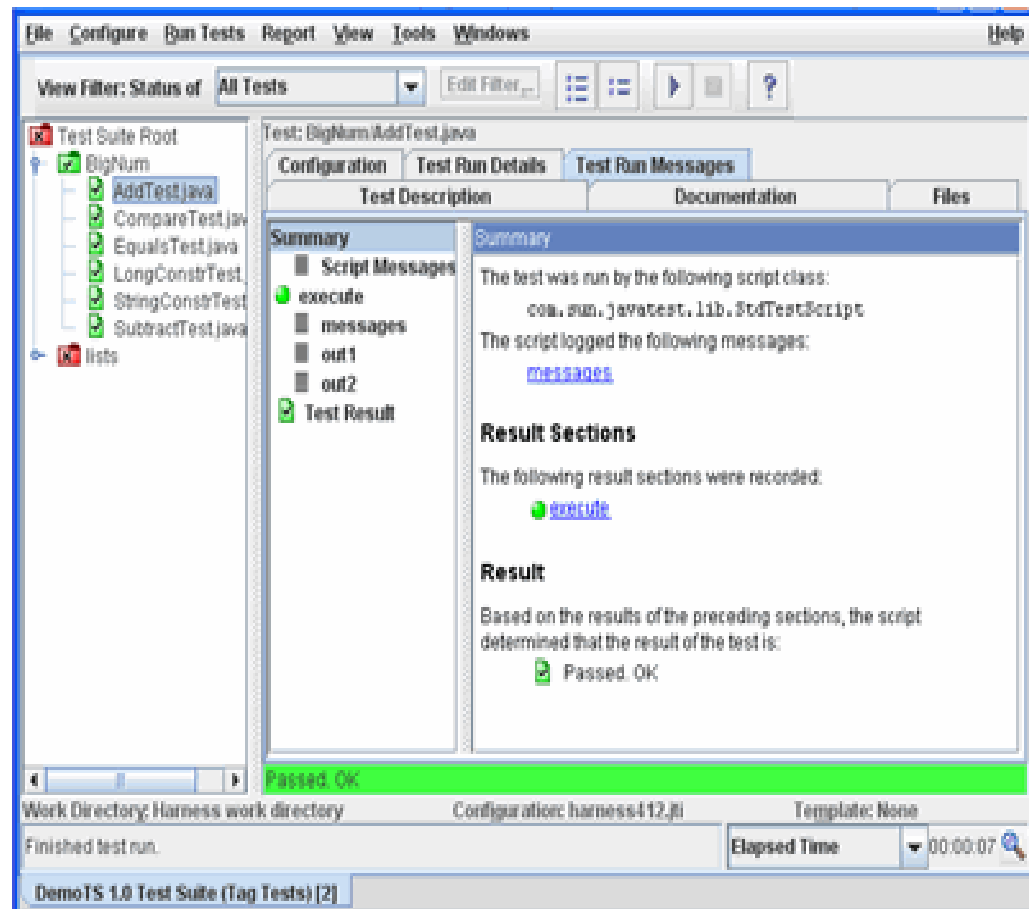 File Configure Run Tests Report View Tools Windows Help
View Filter: Status of All Tests Edit Filter... ?
Test Suite Root
BigNum
AddTest.java
CompareTest.jav
EqualsTest.java
LongConstrTest.
StringConstrTest
SubtractTest.java
lists
Test: BigNum/AddTest.java
Configuration Test Run Details Test Run Messages
Test Description Documentation Files
Summary
Script Messages
execute
messages
out1
out2
Test Result
Summary
The test was run by the following script class:
com.sun.javatest.lib.StdTestScript
The script logged the following messages:
messages
Result Sections
The following result sections were recorded:
execute
Result
Based on the results of the preceding sections, the script
determined that the result of the test is:
Passed. OK
Passed. OK
Work Directory: Harness work directory Configuration: harness412.jti Template: None
Finished test run. Elapsed Time 00:00:07
DemoTS 1.0 Test Suite (Tag Tests) [2]